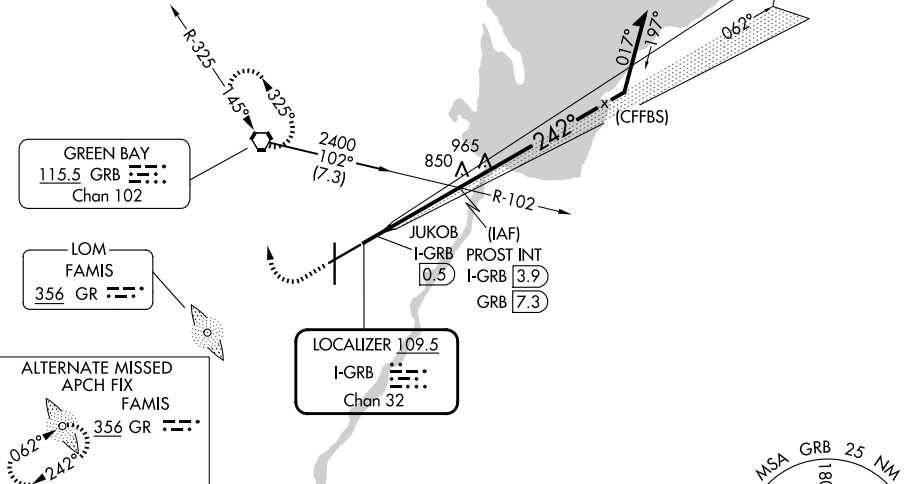 R-325
145°
325°
062°
017°
197°
(CFFBS)
242°
GREEN BAY
115.5 GRB
Chan 102
2400
102°
(7.3)
965
850
R-102
JUKOB
I-GRB
0.5
(IAF)
PROST INT
I-GRB 3.9
GRB 7.3
LOM
FAMIS
356 GR
LOCALIZER 109.5
I-GRB
Chan 32
ALTERNATE MISSED
APCH FIX
FAMIS
356 GR
062°
242°
MSA GRB 25 NM